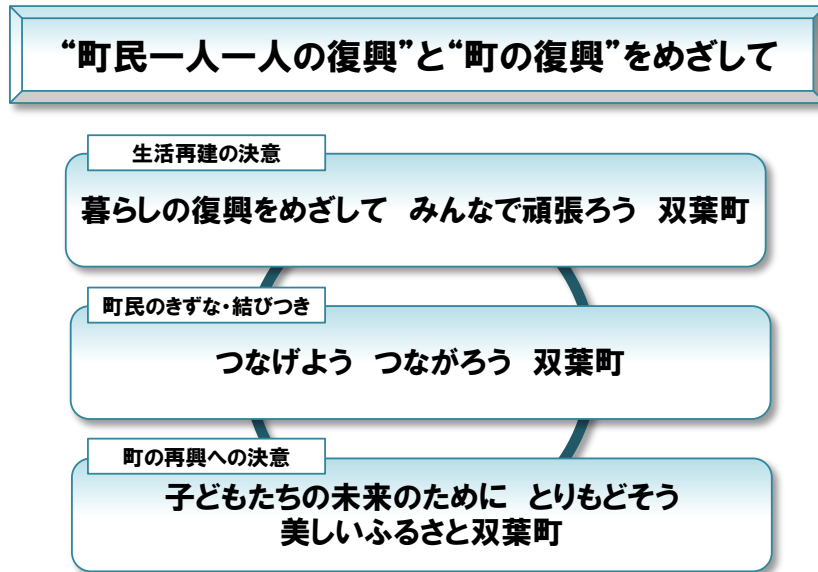 “町民一人一人の復興”と“町の復興”をめざして
生活再建の決意
暮らしの復興をめざして　みんなで頑張ろう　双葉町
町民のきずな・結びつき
つなげよう　つながろう　双葉町
町の再興への決意
子どもたちの未来のために　とりもどそう
美しいふるさと双葉町